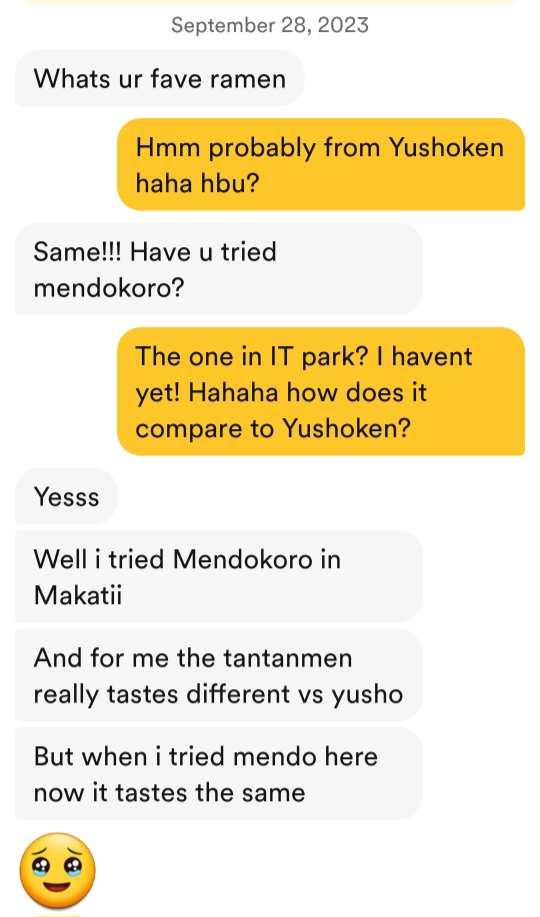 September 28, 2023
Whats ur fave ramen
Hmm probably from Yushoken
haha hbu?
Same!!! Have u tried
mendokoro?
The one in IT park? I havent
yet! Hahaha how does it
compare to Yushoken?
Yesss
Well i tried Mendokoro in
Makatii
And for me the tantanmen
really tastes different vs yusho
But when i tried mendo here
now it tastes the same